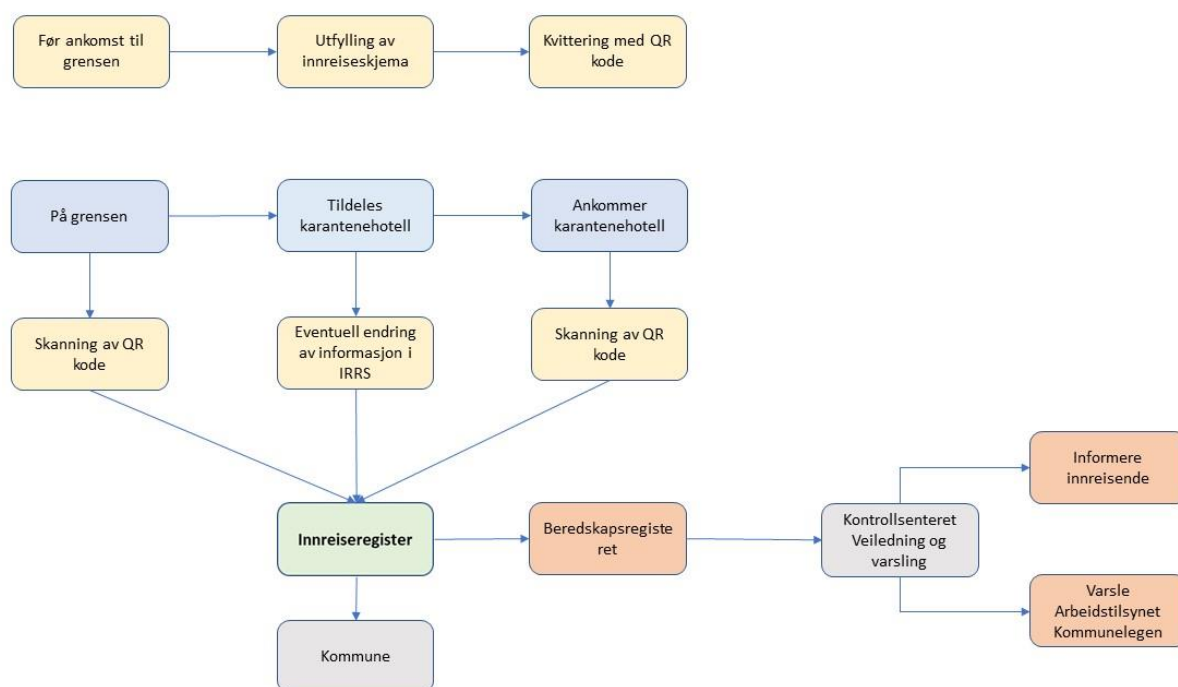 Før ankomst til
grensen
Utfylling av
innreiseskjema
Kvittering med QR
kode
På grensen
Tildeles
karantenehotell
Ankommer
karantenehotell
Skanning av QR
kode
Eventuell endring
av informasjon i
IRRS
Skanning av QR
kode
Innreiseregister
Beredskapsregiste
ret
Kontrollsenteret
Veiledning og
varsling
Informere
innreisende
Varsle
Arbeidstilsynet
Kommunelegen
Kommune